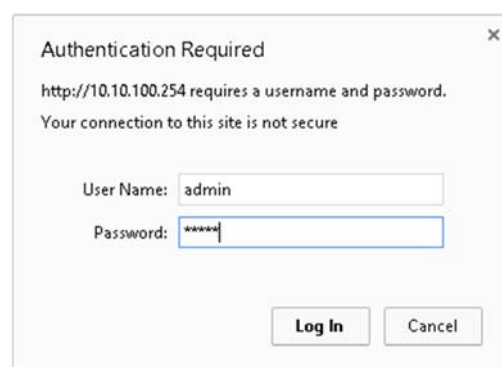 Authentication Required
http://10.10.100.254 requires a username and password.
Your connection to this site is not secure
User Name: admin
Password: *****
Log In Cancel